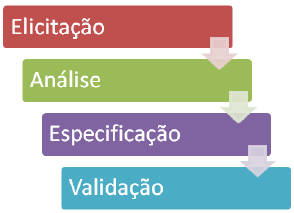 Elicitação
Análise
Especificação
Validação